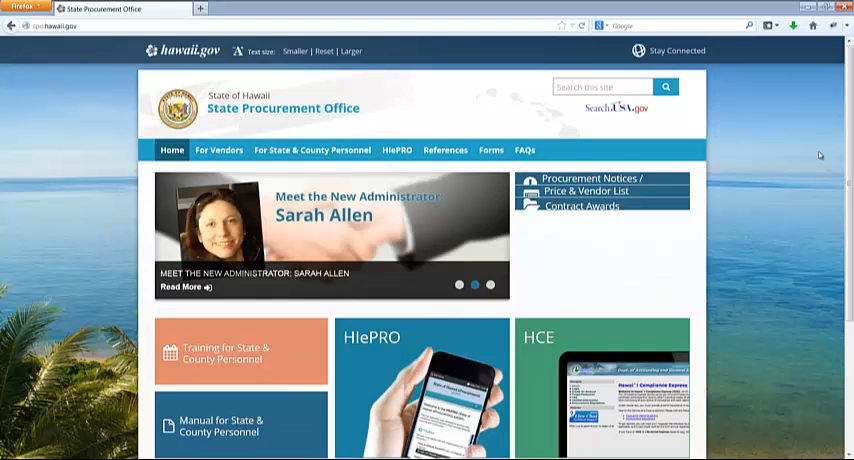 Firefox
State Procurement Office
spo.hawaii.gov
Google
hawaii.gov
Text size: Smaller | Reset | Larger
Stay Connected
State of Hawaii
State Procurement Office
Search this site
Search.USA.gov
Home
For Vendors
For State & County Personnel
HIePRO
References
Forms
FAQs
Meet the New Administrator
Sarah Allen
MEET THE NEW ADMINISTRATOR: SARAH ALLEN
Read More
Procurement Notices /
Price & Vendor List
Contract Awards
Training for State &
County Personnel
Manual for State &
County Personnel
HIePRO
HCE